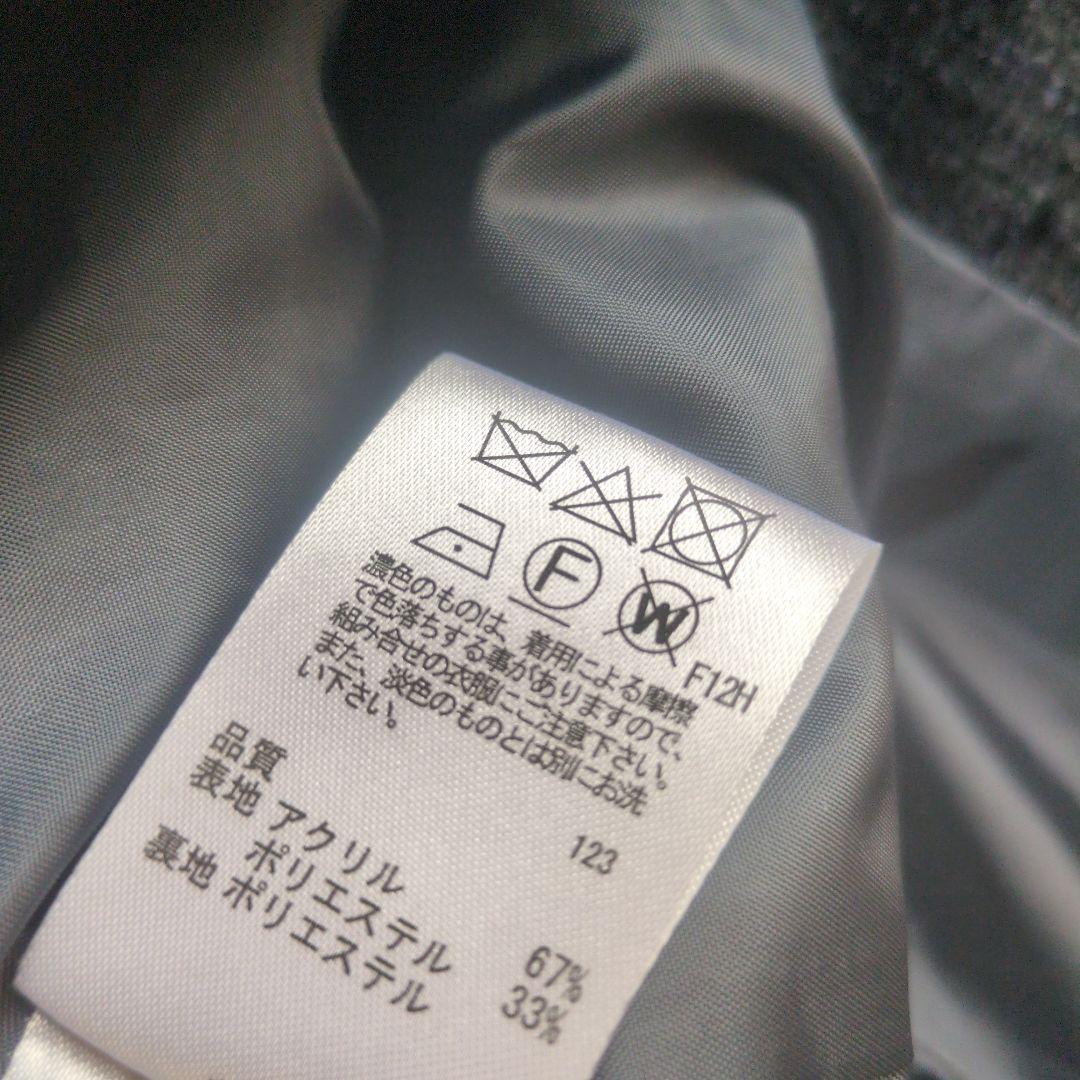 F
W
F12H
濃色のものは、着用による摩擦
で色落ちする事がありますので、
組み合せの衣服にご注意下さい。
また、淡色のものとは別にお洗
い下さい。
123
品質
表地 アクリル 67%
ポリエステル 33%
裏地 ポリエステル